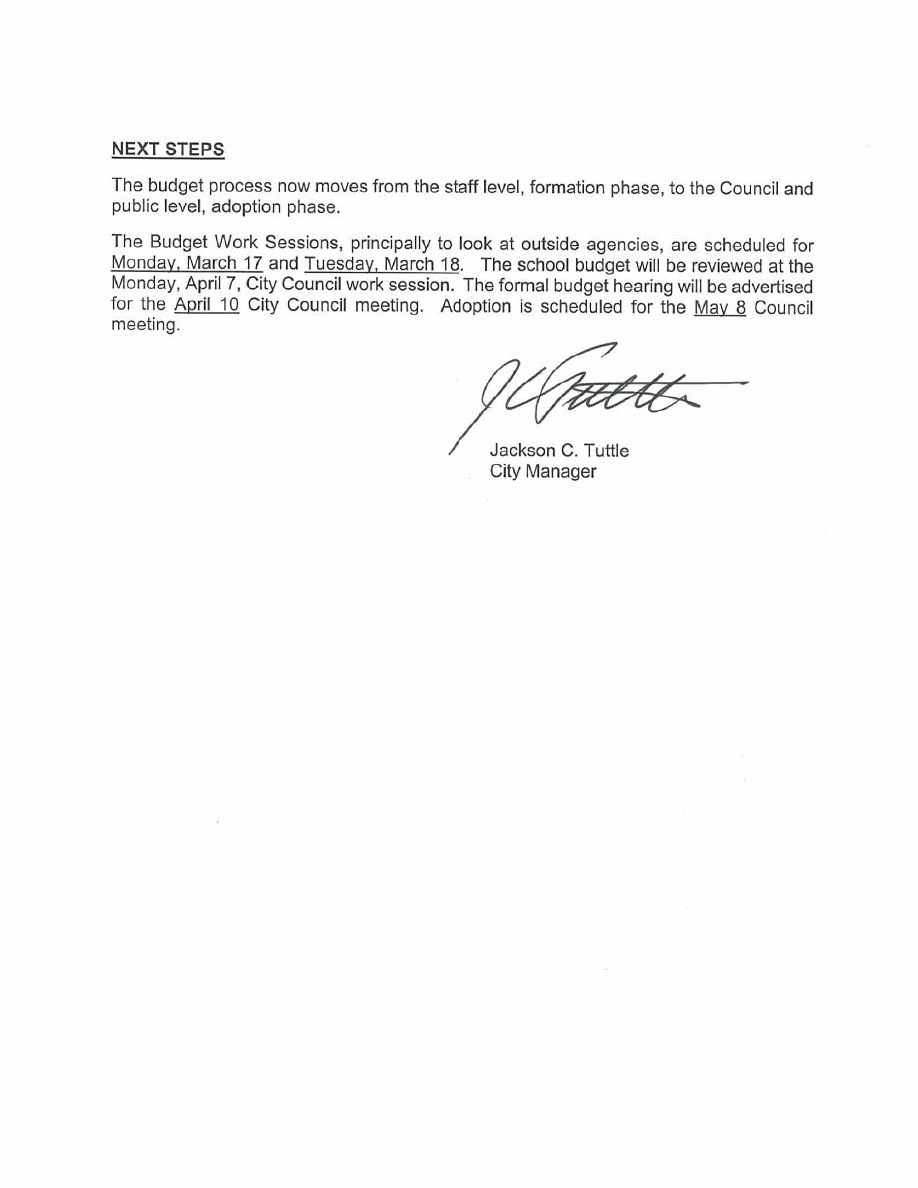 NEXT STEPS
The budget process now moves from the staff level, formation phase, to the Council and
public level, adoption phase.
The Budget Work Sessions, principally to look at outside agencies, are scheduled for
Monday, March 17 and Tuesday, March 18. The school budget will be reviewed at the
Monday, April 7, City Council work session. The formal budget hearing will be advertised
for the April 10 City Council meeting. Adoption is scheduled for the May 8 Council
meeting.
JCTuttle
Jackson C. Tuttle
City Manager